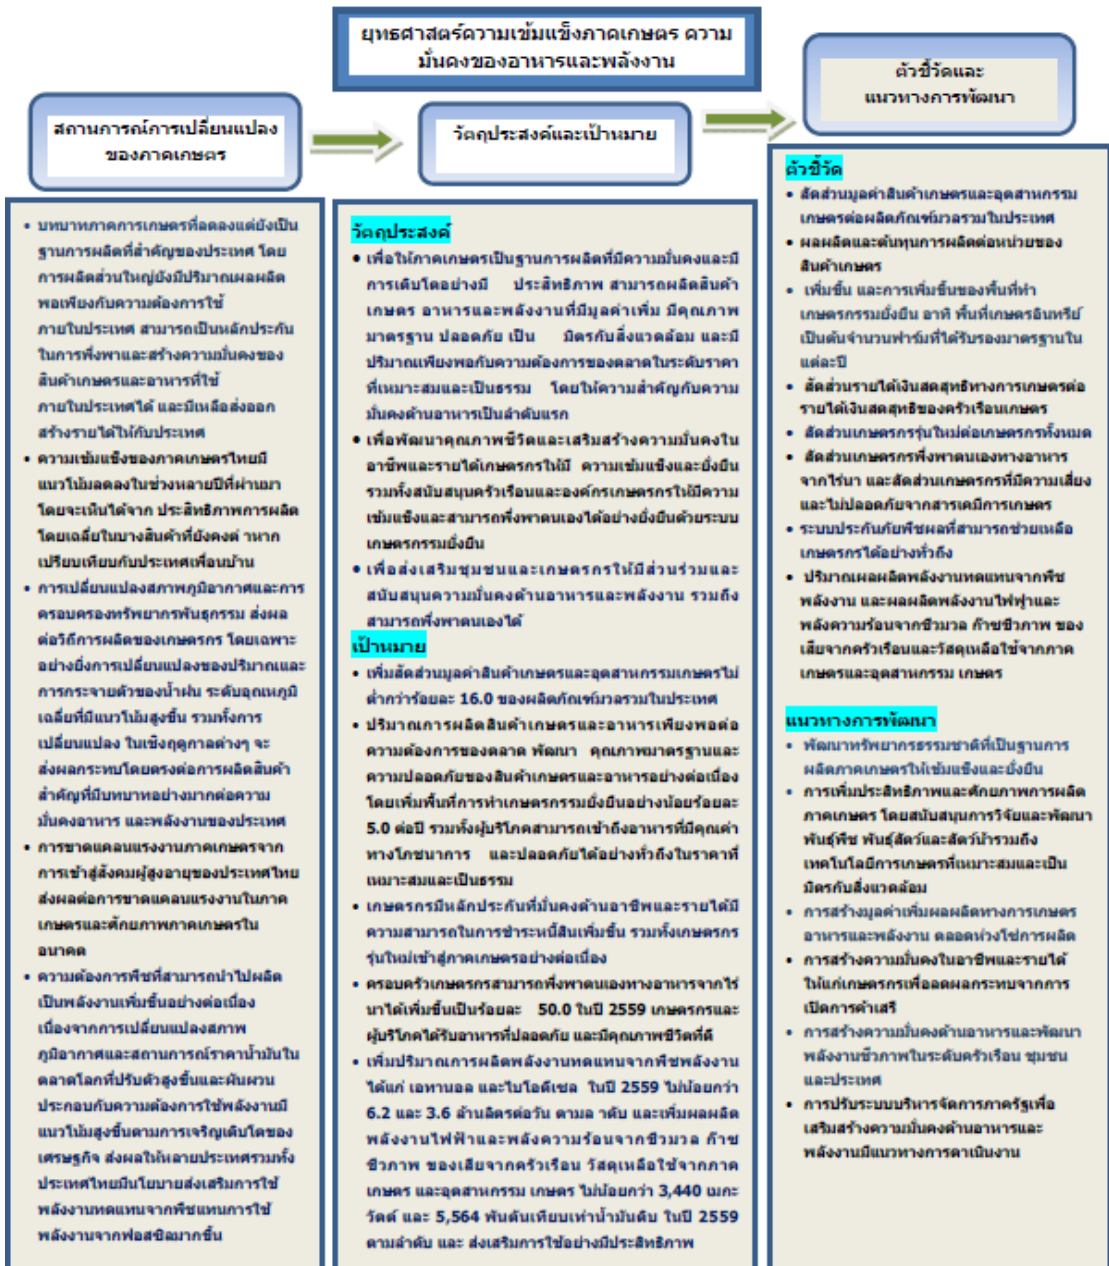 ยุทธศาสตร์ความเข้มแข็งภาคเกษตร ความ
มั่นคงของอาหารและพลังงาน
สถานการณ์การเปลี่ยนแปลง
ของภาคเกษตร
วัตถุประสงค์และเป้าหมาย
ตัวชี้วัดและ
แนวทางการพัฒนา
• บทบาทภาคการเกษตรที่ลดลงแต่ยังเป็น
ฐานการผลิตที่สำคัญของประเทศ โดย
การผลิตส่วนใหญ่ยังมีปริมาณผลผลิต
พอเพียงกับความต้องการใช้
ภายในประเทศ สามารถเป็นหลักประกัน
ในการพึ่งพาและสร้างความมั่นคงของ
สินค้าเกษตรและอาหารที่ใช้
ภายในประเทศได้ และมีเหลือส่งออก
สร้างรายได้ให้กับประเทศ
• ความเข้มแข็งของภาคเกษตรไทยมี
แนวโน้มลดลงในช่วงหลายปีที่ผ่านมา
โดยจะเห็นได้จาก ประสิทธิภาพการผลิต
โดยเฉลี่ยในบางสินค้าที่ยังคงต่ าหาก
เปรียบเทียบกับประเทศเพื่อนบ้าน
• การเปลี่ยนแปลงสภาพภูมิอากาศและการ
ครอบครองทรัพยากรพันธุกรรม ส่งผล
ต่อวิถีการผลิตของเกษตรกร โดยเฉพาะ
อย่างยิ่งการเปลี่ยนแปลงของปริมาณและ
การกระจายตัวของน้ำฝน ระดับอุณหภูมิ
เฉลี่ยที่มีแนวโน้มสูงขึ้น รวมทั้งการ
เปลี่ยนแปลง ในเชิงฤดูกาลต่างๆ จะ
ส่งผลกระทบโดยตรงต่อการผลิตสินค้า
สำคัญที่มีบทบาทอย่างมากต่อความ
มั่นคงอาหาร และพลังงานของประเทศ
• การขาดแคลนแรงงานภาคเกษตรจาก
การเข้าสู่สังคมผู้สูงอายุของประเทศไทย
ส่งผลต่อการขาดแคลนแรงงานในภาค
เกษตรและศักยภาพภาคเกษตรใน
อนาคต
• ความต้องการพืชที่สามารถนำไปผลิต
เป็นพลังงานเพิ่มขึ้นอย่างต่อเนื่อง
เนื่องจากการเปลี่ยนแปลงสภาพ
ภูมิอากาศและสถานการณ์ราคาน้ำมันใน
ตลาดโลกที่ปรับตัวสูงขึ้นและผันผวน
ประกอบกับความต้องการใช้พลังงานมี
แนวโน้มสูงขึ้นตามการเจริญเติบโตของ
เศรษฐกิจ ส่งผลให้หลายประเทศรวมทั้ง
ประเทศไทยมีนโยบายส่งเสริมการใช้
พลังงานทดแทนจากพืชแทนการใช้
พลังงานจากฟอสซิลมากขึ้น
วัตถุประสงค์
• เพื่อให้ภาคเกษตรเป็นฐานการผลิตที่มีความมั่นคงและมี
การเติบโตอย่างมี ประสิทธิภาพ สามารถผลิตสินค้า
เกษตร อาหารและพลังงานที่มีมูลค่าเพิ่ม มีคุณภาพ
มาตรฐาน ปลอดภัย เป็น มิตรกับสิ่งแวดล้อม และมี
ปริมาณเพียงพอกับความต้องการของตลาดในระดับราคา
ที่เหมาะสมและเป็นธรรม โดยให้ความสำคัญกับความ
มั่นคงด้านอาหารเป็นลำดับแรก
• เพื่อพัฒนาคุณภาพชีวิตและเสริมสร้างความมั่นคงใน
อาชีพและรายได้เกษตรกรให้มี ความเข้มแข็งและยั่งยืน
รวมทั้งสนับสนุนครัวเรือนและองค์กรเกษตรกรให้มีความ
เข้มแข็งและสามารถพึ่งพาตนเองได้อย่างยั่งยืนด้วยระบบ
เกษตรกรรมยั่งยืน
• เพื่อส่งเสริมชุมชนและเกษตรกรให้มีส่วนร่วมและ
สนับสนุนความมั่นคงด้านอาหารและพลังงาน รวมถึง
สามารถพึ่งพาตนเองได้
เป้าหมาย
• เพิ่มสัดส่วนมูลค่าสินค้าเกษตรและอุตสาหกรรมเกษตรไม่
ต่ำกว่าร้อยละ 16.0 ของผลิตภัณฑ์มวลรวมในประเทศ
• ปริมาณการผลิตสินค้าเกษตรและอาหารเพียงพอต่อ
ความต้องการของตลาด พัฒนา คุณภาพมาตรฐานและ
ความปลอดภัยของสินค้าเกษตรและอาหารอย่างต่อเนื่อง
โดยเพิ่มพื้นที่การทำเกษตรกรรมยั่งยืนอย่างน้อยร้อยละ
5.0 ต่อปี รวมทั้งผู้บริโภคสามารถเข้าถึงอาหารที่มีคุณค่า
ทางโภชนาการ และปลอดภัยได้อย่างทั่วถึงในราคาที่
เหมาะสมและเป็นธรรม
• เกษตรกรมีหลักประกันที่มั่นคงด้านอาชีพและรายได้มี
ความสามารถในการชำระหนี้สินเพิ่มขึ้น รวมทั้งเกษตรกร
รุ่นใหม่เข้าสู่ภาคเกษตรอย่างต่อเนื่อง
• ครอบครัวเกษตรกรสามารถพึ่งพาตนเองทางอาหารจากไร่
นาได้เพิ่มขึ้นเป็นร้อยละ 50.0 ในปี 2559 เกษตรกรและ
ผู้บริโภคได้รับอาหารที่ปลอดภัย และมีคุณภาพชีวิตที่ดี
• เพิ่มปริมาณการผลิตพลังงานทดแทนจากพืชพลังงาน
ได้แก่ เอทานอล และไบโอดีเซล ในปี 2559 ไม่น้อยกว่า
6.2 และ 3.6 ล้านลิตรต่อวัน ตามล าดับ และเพิ่มผลผลิต
พลังงานไฟฟ้าและพลังความร้อนจากชีวมวล ก๊าซ
ชีวภาพ ของเสียจากครัวเรือน วัสดุเหลือใช้จากภาค
เกษตร และอุตสาหกรรม เกษตร ไม่น้อยกว่า 3,440 เมกะ
วัตต์ และ 5,564 พันตันเทียบเท่าน้ำมันดิบ ในปี 2559
ตามลำดับ และ ส่งเสริมการใช้อย่างมีประสิทธิภาพ
ตัวชี้วัด
• สัดส่วนมูลค่าสินค้าเกษตรและอุตสาหกรรม
เกษตรต่อผลิตภัณฑ์มวลรวมในประเทศ
• ผลผลิตและต้นทุนการผลิตต่อหน่วยของ
สินค้าเกษตร
• เพิ่มขึ้น และการเพิ่มขึ้นของพื้นที่ทำ
เกษตรกรรมยั่งยืน อาทิ พื้นที่เกษตรอินทรีย์
เป็นต้นจำนวนฟาร์มที่ได้รับรองมาตรฐานใน
แต่ละปี
• สัดส่วนรายได้เงินสดสุทธิทางการเกษตรต่อ
รายได้เงินสดสุทธิของครัวเรือนเกษตร
• สัดส่วนเกษตรกรรุ่นใหม่ต่อเกษตรกรทั้งหมด
• สัดส่วนเกษตรกรพึ่งพาตนเองทางอาหาร
จากไร่นา และสัดส่วนเกษตรกรที่มีความเสี่ยง
และไม่ปลอดภัยจากสารเคมีการเกษตร
• ระบบประกันภัยพืชผลที่สามารถช่วยเหลือ
เกษตรกรได้อย่างทั่วถึง
• ปริมาณผลผลิตพลังงานทดแทนจากพืช
พลังงาน และผลผลิตพลังงานไฟฟ้าและ
พลังความร้อนจากชีวมวล ก๊าซชีวภาพ ของ
เสียจากครัวเรือนและวัสดุเหลือใช้จากภาค
เกษตรและอุตสาหกรรม เกษตร
แนวทางการพัฒนา
• พัฒนาทรัพยากรธรรมชาติที่เป็นฐานการ
ผลิตภาคเกษตรให้เข้มแข็งและยั่งยืน
• การเพิ่มประสิทธิภาพและศักยภาพการผลิต
ภาคเกษตร โดยสนับสนุนการวิจัยและพัฒนา
พันธุ์พืช พันธุ์สัตว์และสัตว์น้ำรวมถึง
เทคโนโลยีการเกษตรที่เหมาะสมและเป็น
มิตรกับสิ่งแวดล้อม
• การสร้างมูลค่าเพิ่มผลผลิตทางการเกษตร
อาหารและพลังงาน ตลอดห่วงโซ่การผลิต
• การสร้างความมั่นคงในอาชีพและรายได้
ให้แก่เกษตรกรเพื่อลดผลกระทบจากการ
เปิดการค้าเสรี
• การสร้างความมั่นคงด้านอาหารและพัฒนา
พลังงานชีวภาพในระดับครัวเรือน ชุมชน
และประเทศ
• การปรับระบบบริหารจัดการภาครัฐเพื่อ
เสริมสร้างความมั่นคงด้านอาหารและ
พลังงานมีแนวทางการดาเนินงาน